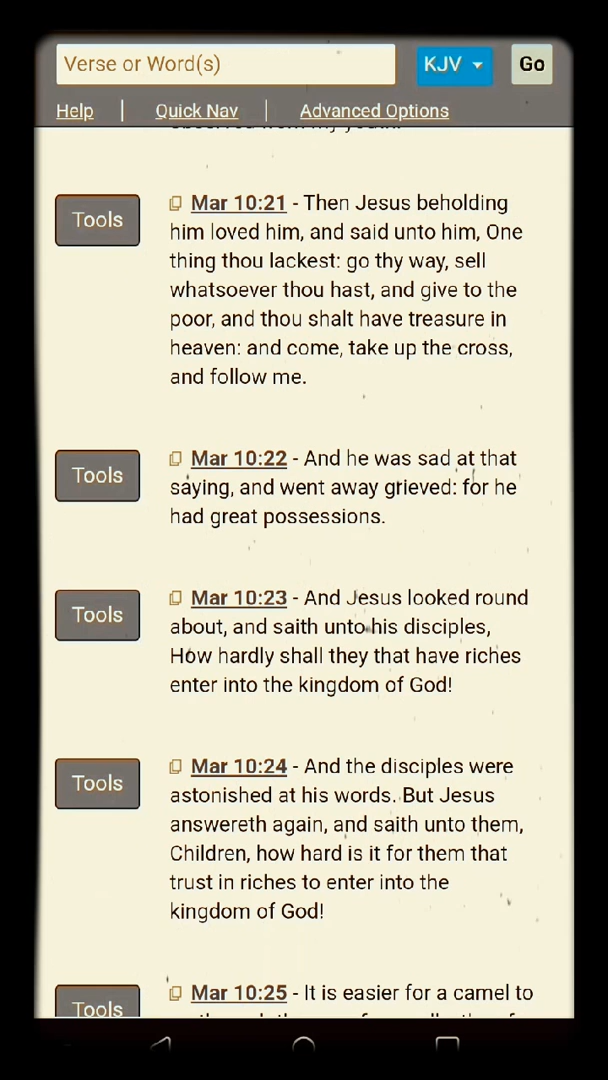 Verse or Word(s)
KJV
Go
Help | Quick Nav | Advanced Options
Tools
Mar 10:21 - Then Jesus beholding
him loved him, and said unto him, One
thing thou lackest: go thy way, sell
whatsoever thou hast, and give to the
poor, and thou shalt have treasure in
heaven: and come, take up the cross,
and follow me.
Tools
Mar 10:22 - And he was sad at that
saying, and went away grieved: for he
had great possessions.
Tools
Mar 10:23 - And Jesus looked round
about, and saith unto his disciples,
How hardly shall they that have riches
enter into the kingdom of God!
Tools
Mar 10:24 - And the disciples were
astonished at his words. But Jesus
answereth again, and saith unto them,
Children, how hard is it for them that
trust in riches to enter into the
kingdom of God!
Tools
Mar 10:25 - It is easier for a camel to